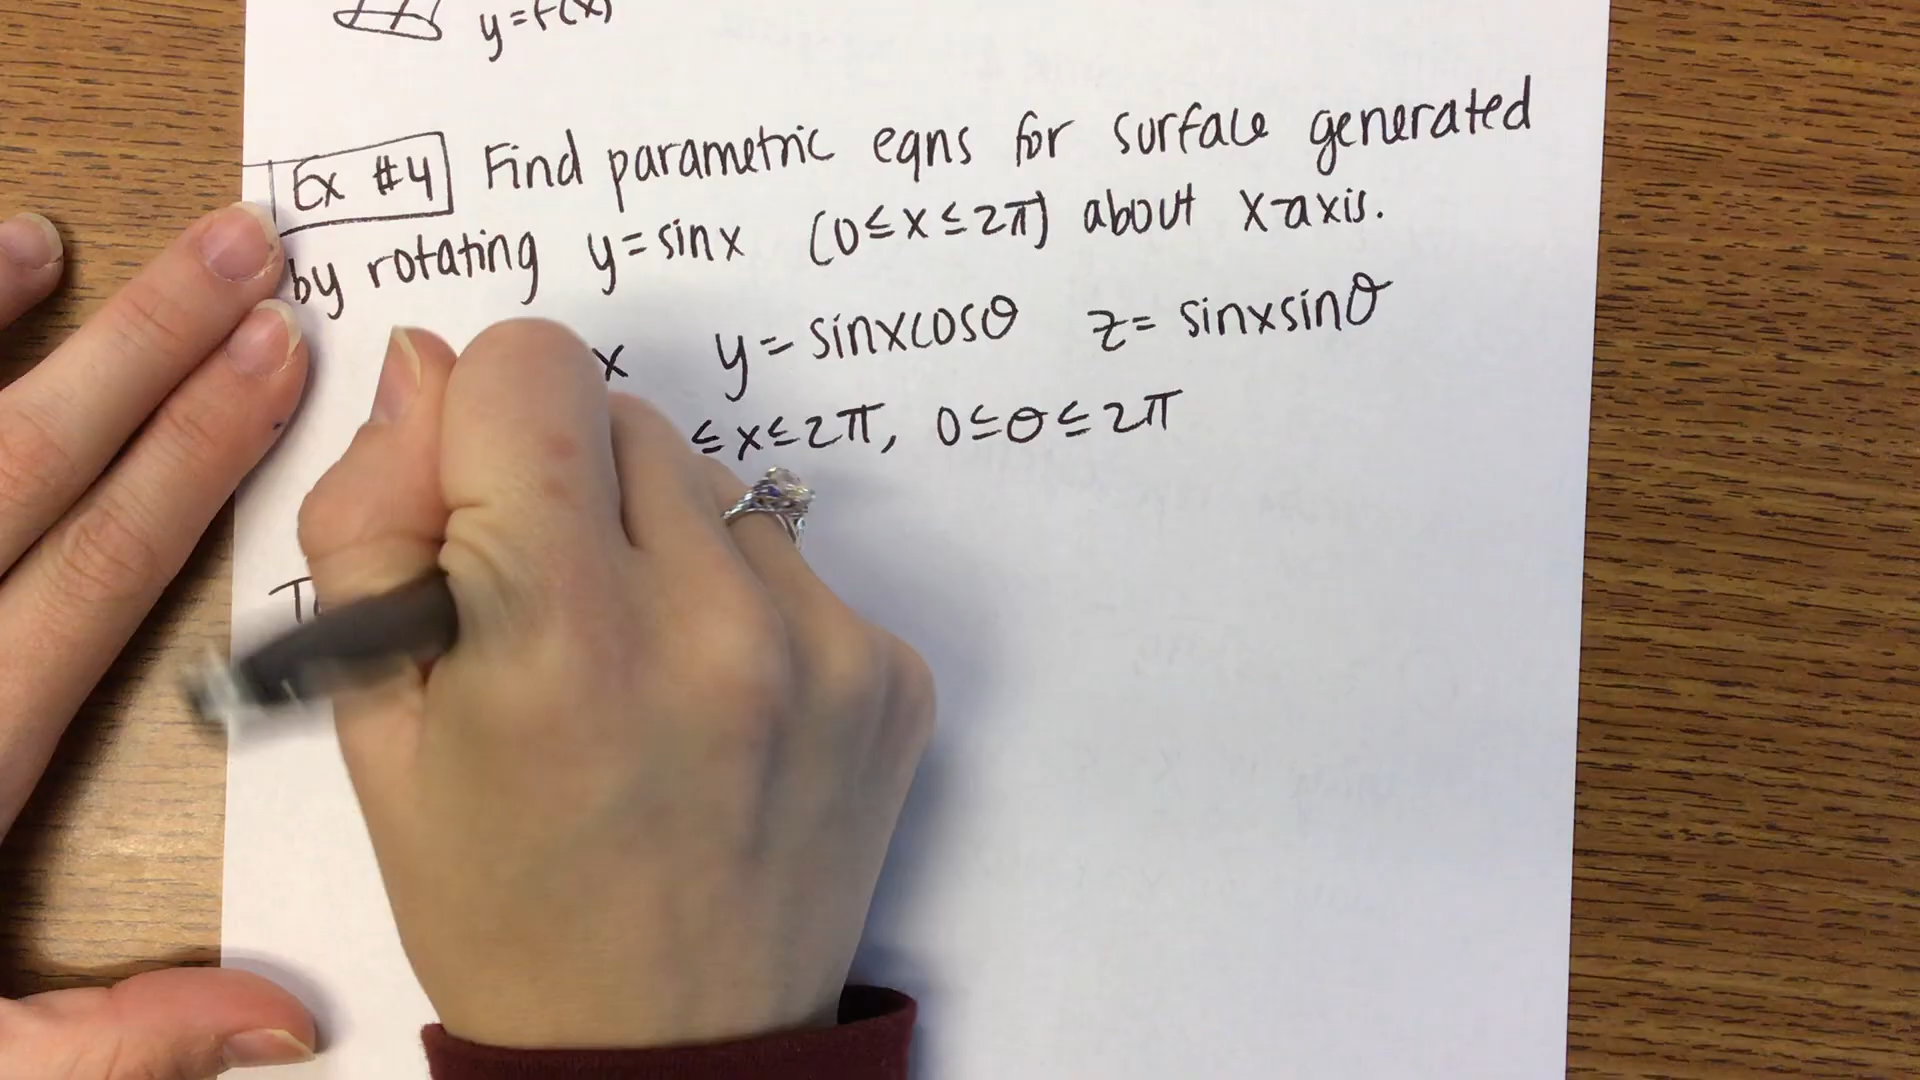 y=f(x)
Ex #4 Find parametric eqns for surface generated
by rotating y=sinx (0≤x≤2π) about x-axis.
x y=sinxcosθ z=sinxsinθ
≤x≤2π, 0≤θ≤2π